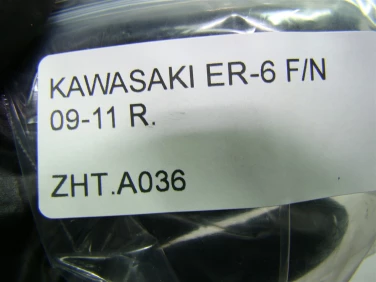 KAWASAKI ER-6 F/N
09-11 R.
ZHT.A036